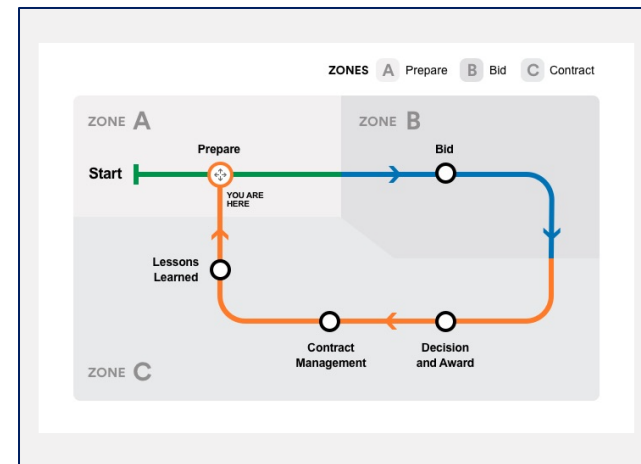 ZONES A Prepare B Bid C Contract
ZONE A
ZONE B
Prepare
Bid
Start
YOU ARE
HERE
Lessons
Learned
Contract
Management
Decision
and Award
ZONE C